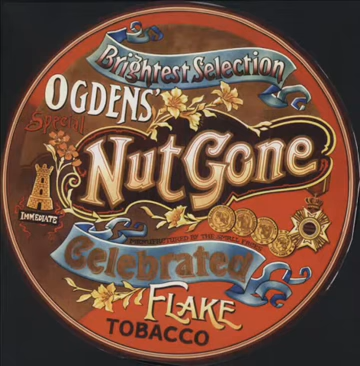 Brightest Selection
OGDENS'
Special
Nut Gone
IMMEDIATE
Celebrated
FLAKE
TOBACCO